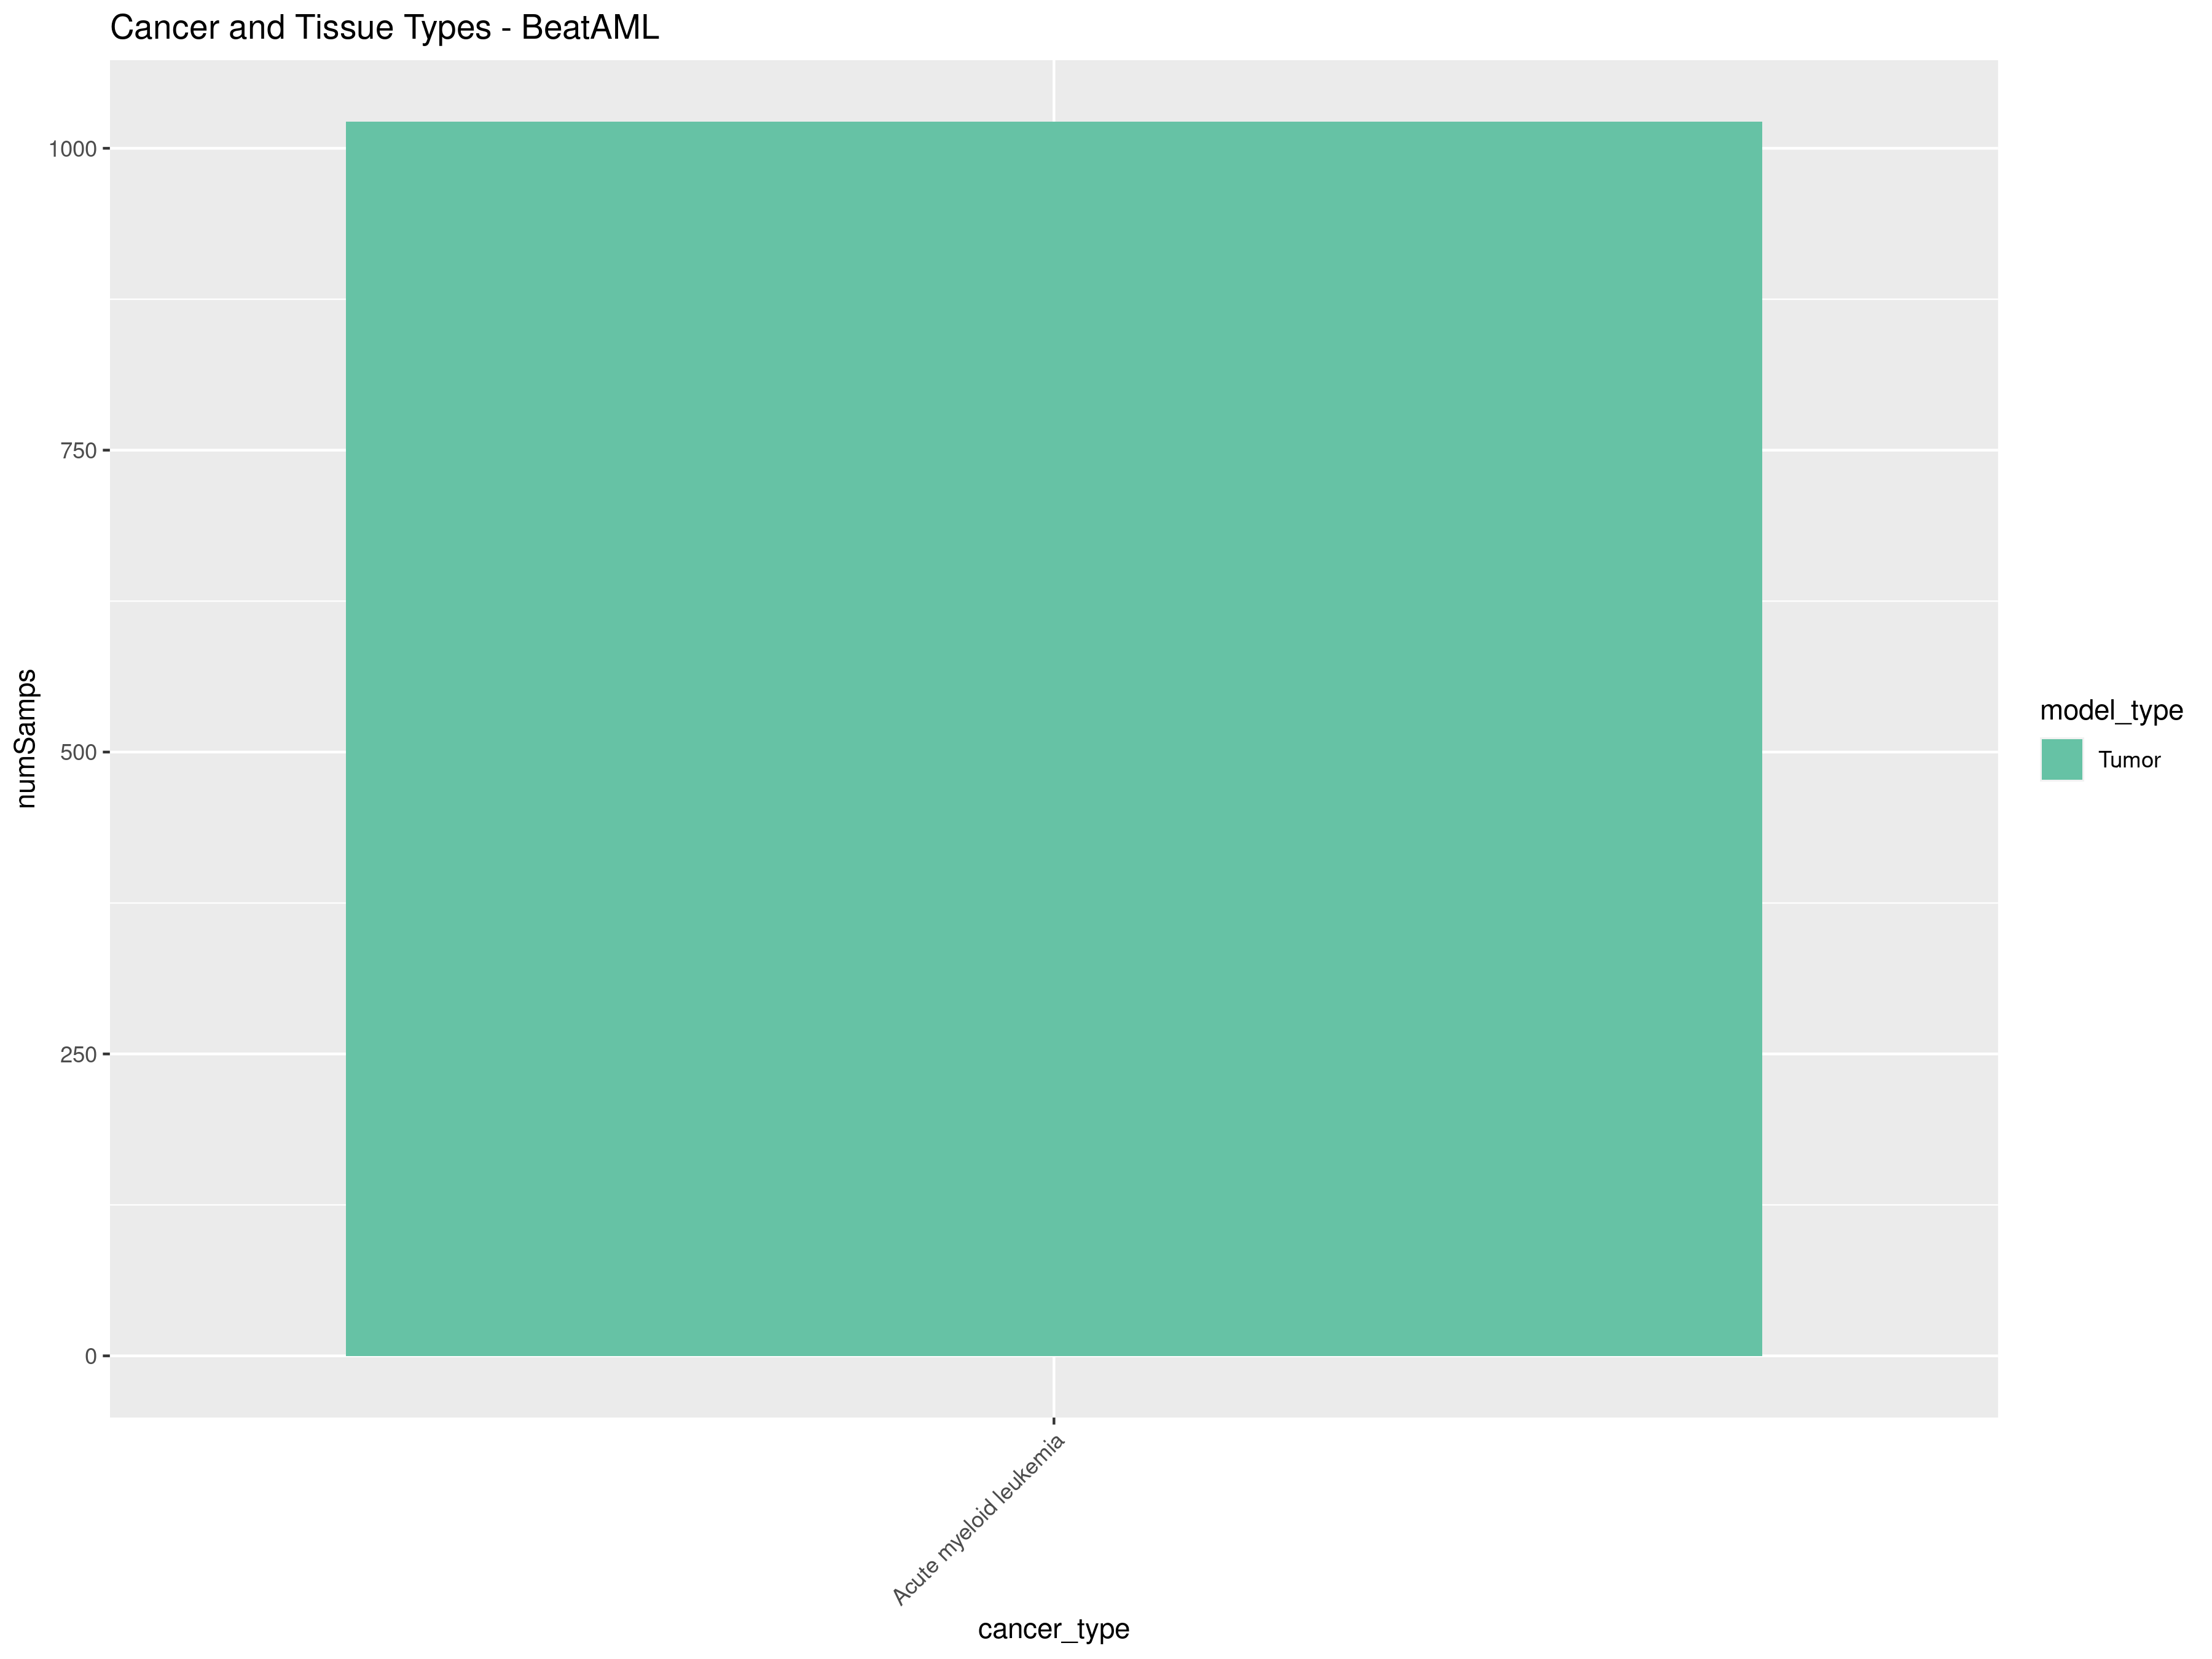 Cancer and Tissue Types - BeatAML
1000
750
500
250
0
numSamps
Acute myeloid leukemia
cancer_type
model_type
Tumor